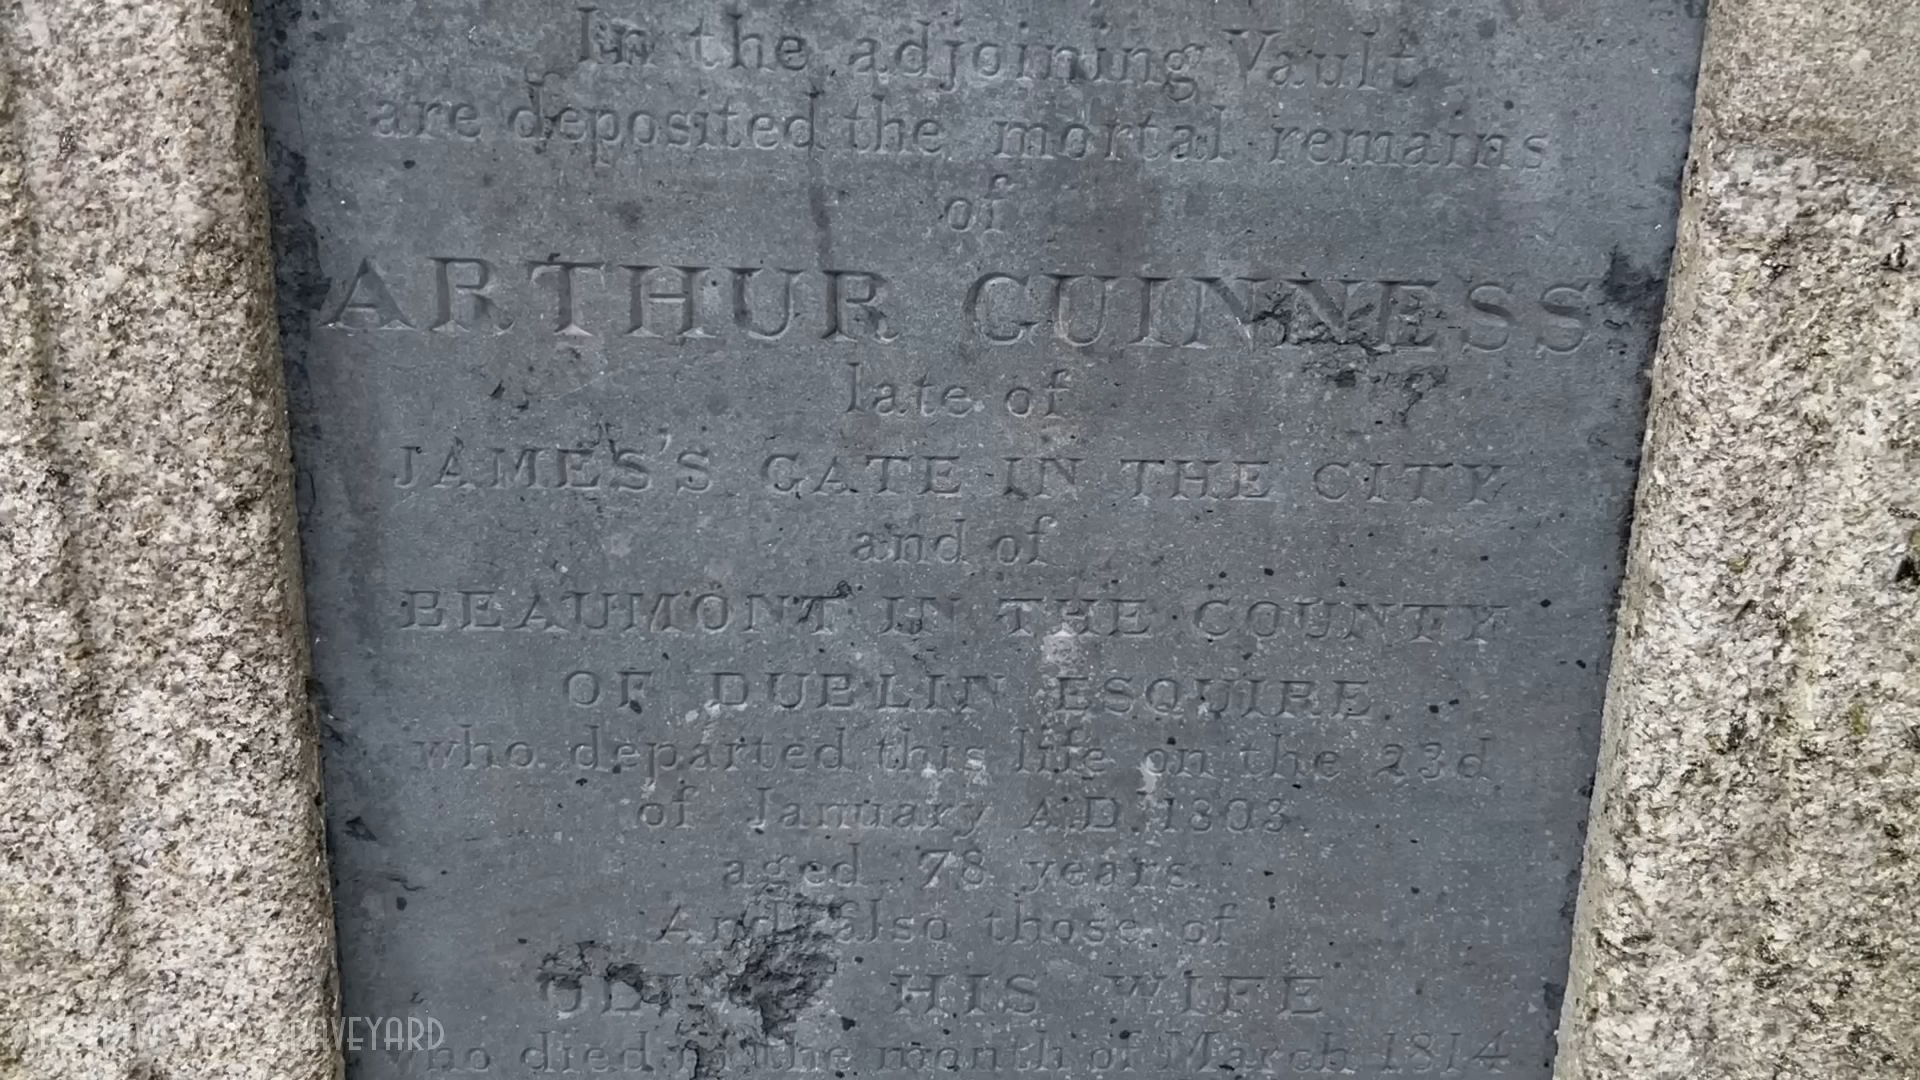 In the adjoining Vault
are deposited the mortal remains
of
ARTHUR GUINNESS
late of
JAMES'S GATE IN THE CITY
and of
BEAUMONT IN THE COUNTY
OF DUBLIN ESQUIRE
who departed this life on the 23d
of January A.D. 1803
aged 78 years
And also those of
HIS WIFE
who died in the month of March 1814